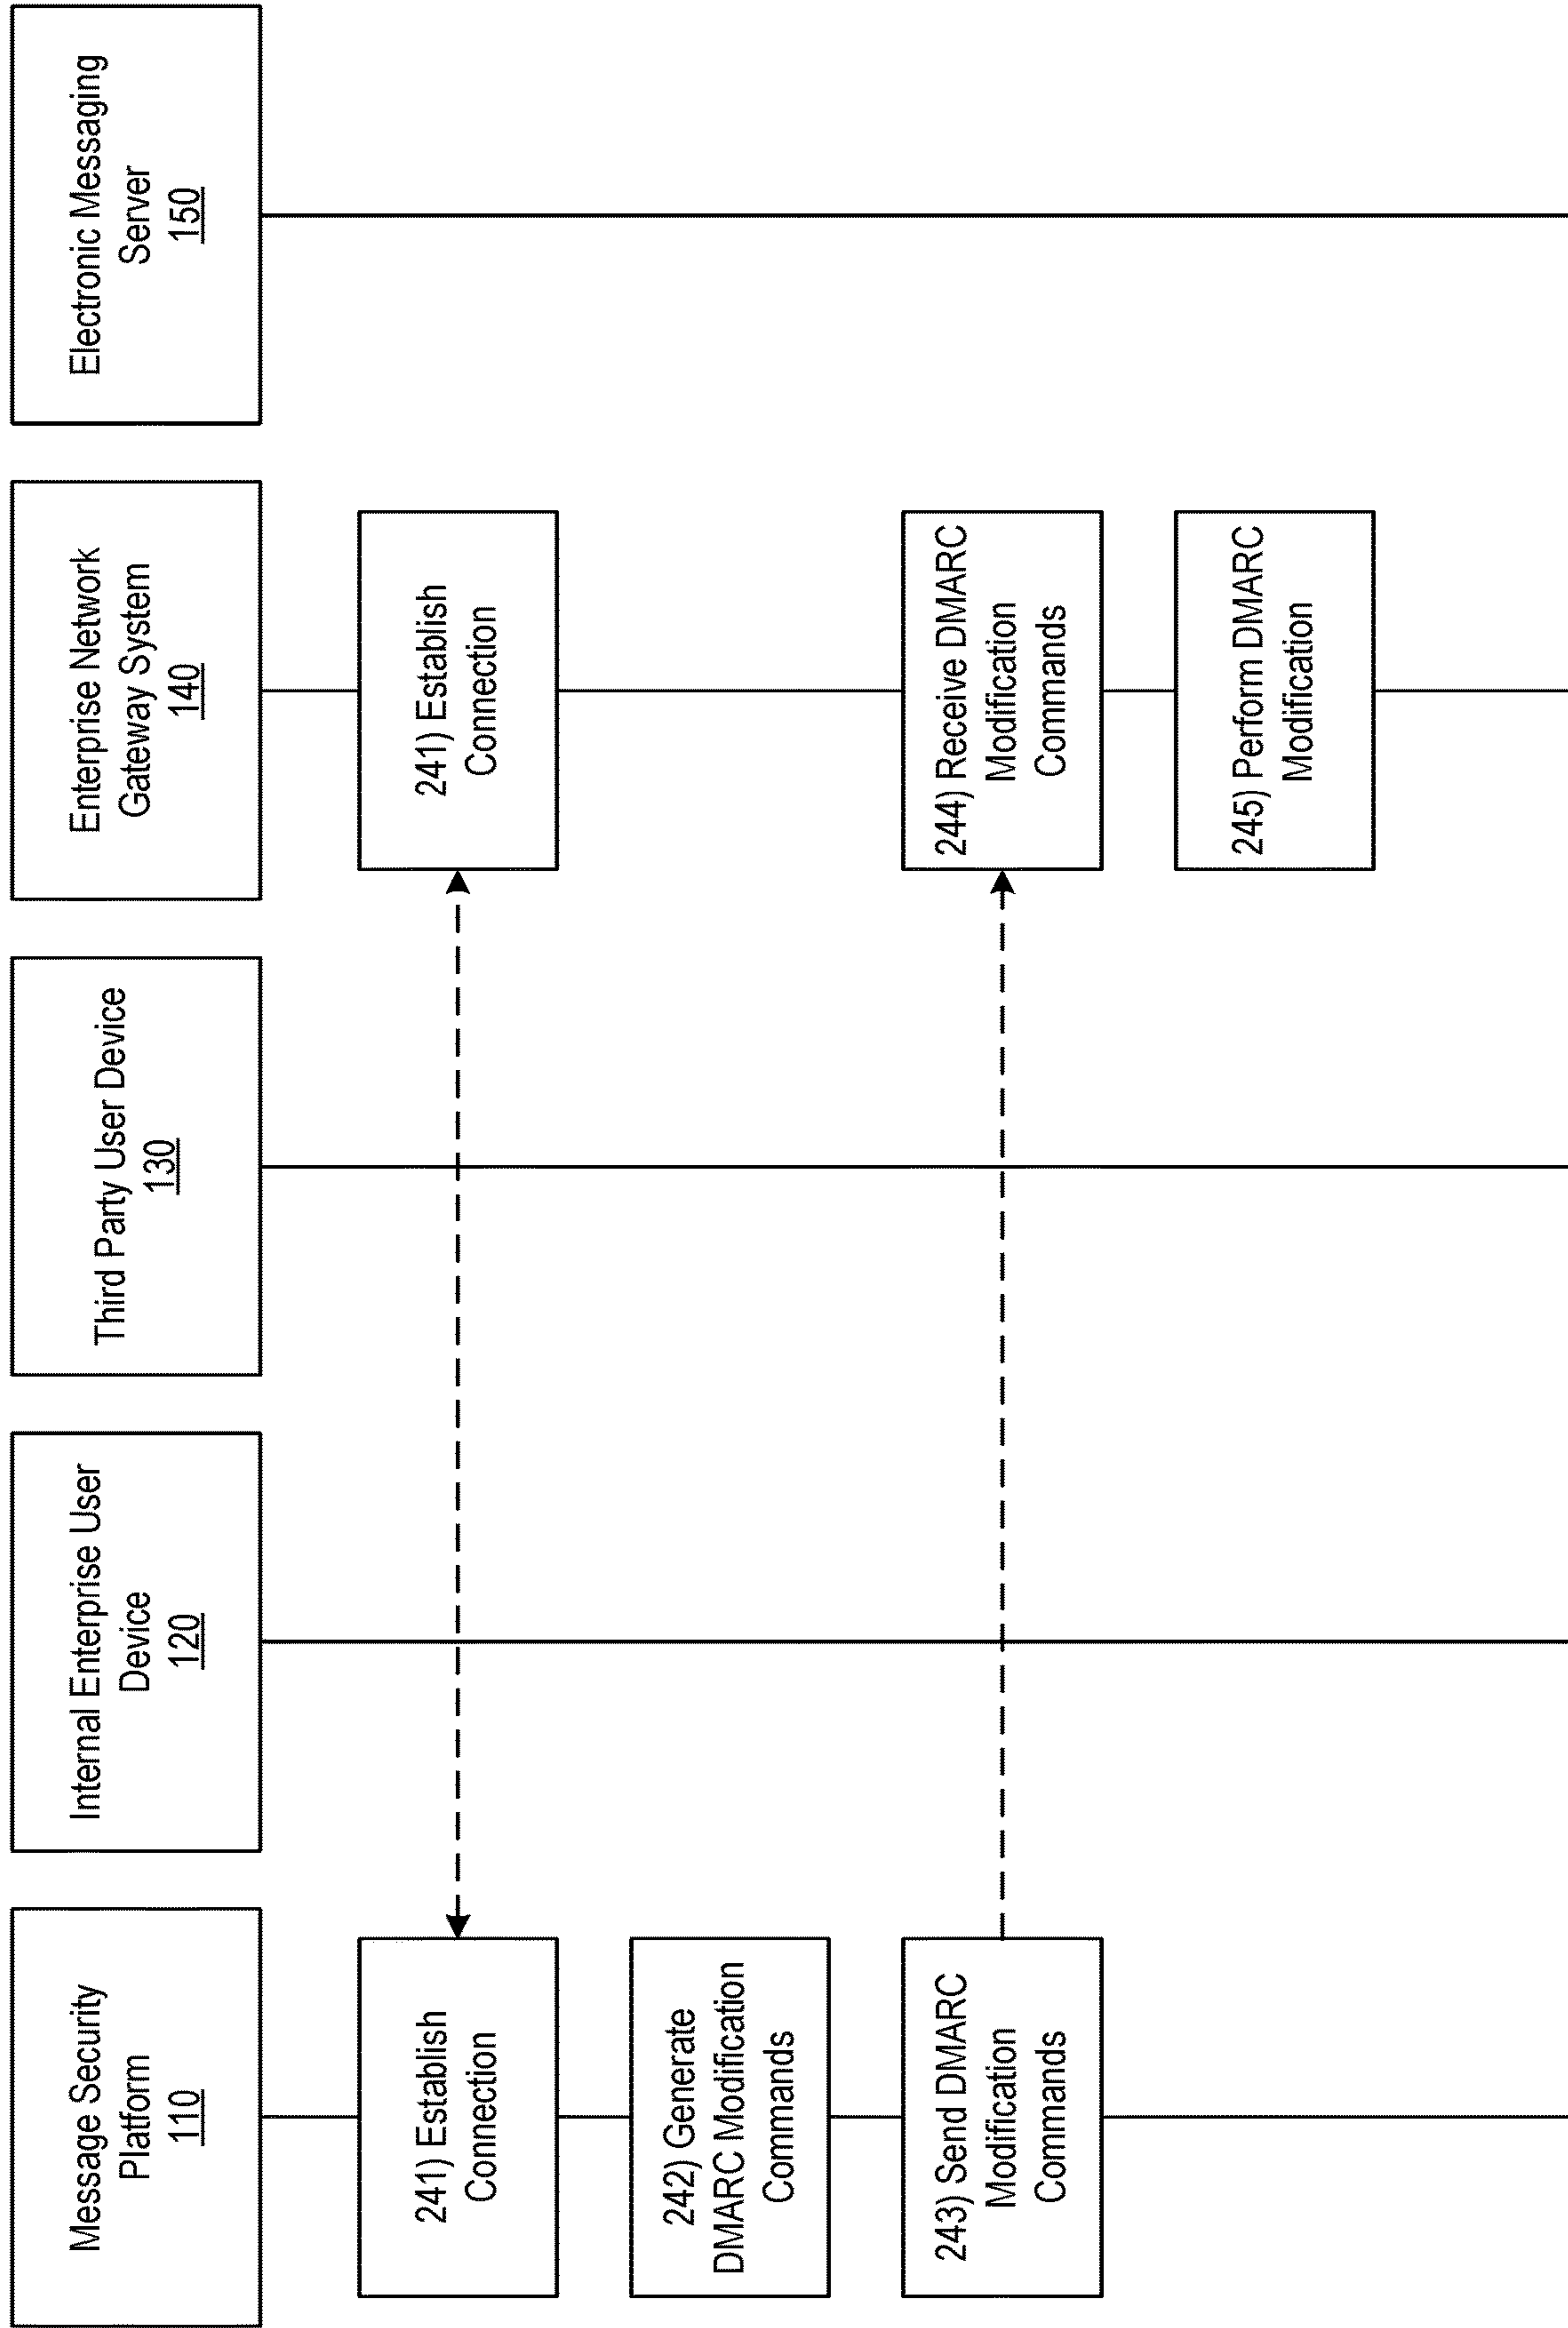 Message Security
Platform
110
Internal Enterprise User
Device
120
Third Party User Device
130
Enterprise Network
Gateway System
140
Electronic Messaging
Server
150
241) Establish
Connection
241) Establish
Connection
242) Generate
DMARC Modification
Commands
243) Send DMARC
Modification
Commands
244) Receive DMARC
Modification
Commands
245) Perform DMARC
Modification